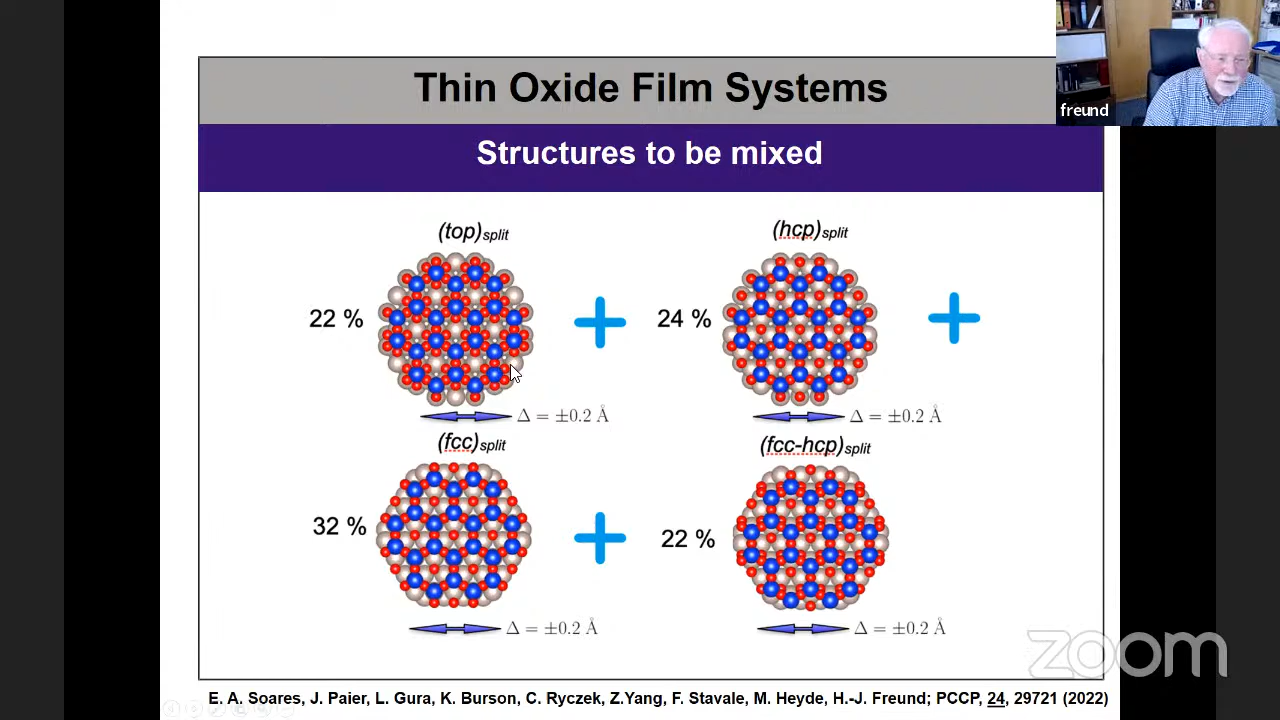 Thin Oxide Film Systems
freund
Structures to be mixed
(top)split
(hcp)split
22 %
24 %
Δ = ±0.2 Å
Δ = ±0.2 Å
(fcc)split
(fcc-hcp)split
32 %
22 %
Δ = ±0.2 Å
Δ = ±0.2 Å
zoom
E. A. Soares, J. Paier, L. Gura, K. Burson, C. Ryczek, Z.Yang, F. Stavale, M. Heyde, H.-J. Freund; PCCP, 24, 29721 (2022)